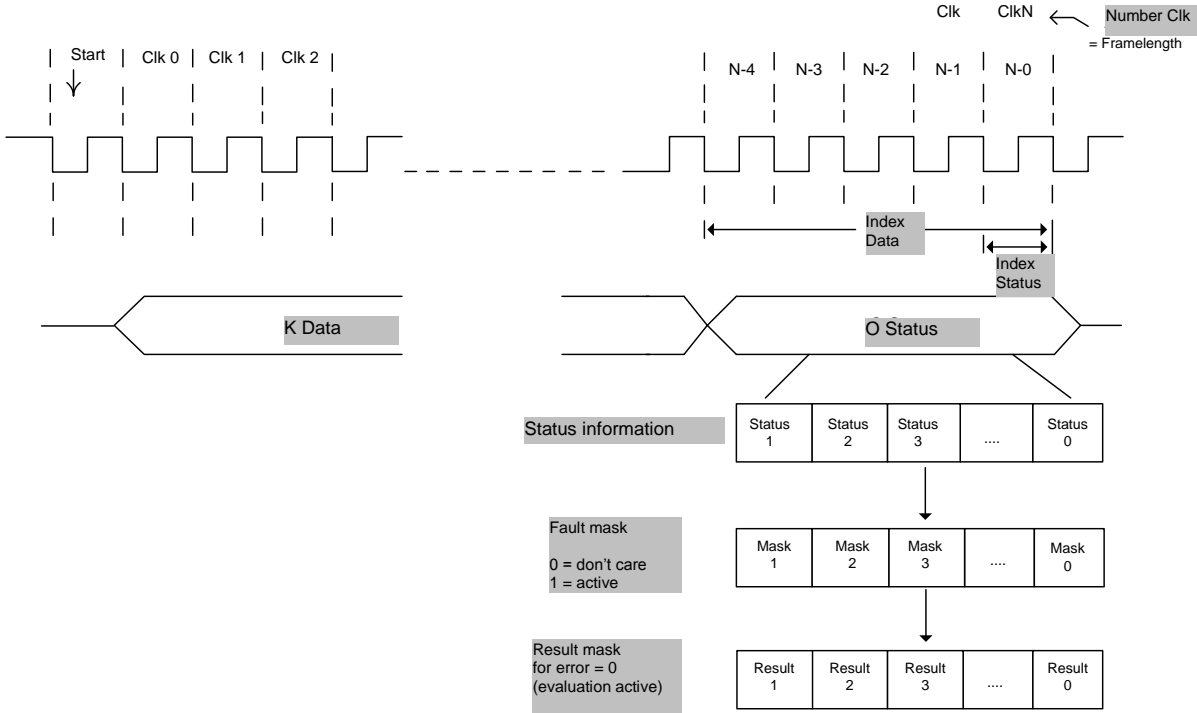 Clk ClkN Number Clk
= Framelength
Start Clk 0 Clk 1 Clk 2 N-4 N-3 N-2 N-1 N-0
Index
Data
Index
Status
K Data O Status
Status information
Status
1
Status
2
Status
3
....
Status
0
Fault mask
0 = don't care
1 = active
Mask
1
Mask
2
Mask
3
....
Mask
0
Result mask
for error = 0
(evaluation active)
Result
1
Result
2
Result
3
....
Result
0